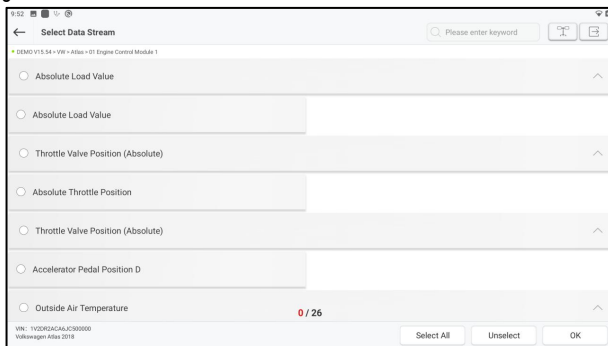 9:52
Select Data Stream
Please enter keyword
DEMO V15.54 > VW > Atlas > 01 Engine Control Module 1
Absolute Load Value
Absolute Load Value
Throttle Valve Position (Absolute)
Absolute Throttle Position
Throttle Valve Position (Absolute)
Accelerator Pedal Position D
Outside Air Temperature
0 / 26
VIN: 1V2DR2ACA6JC500000
Volkswagen Atlas 2018
Select All
Unselect
OK